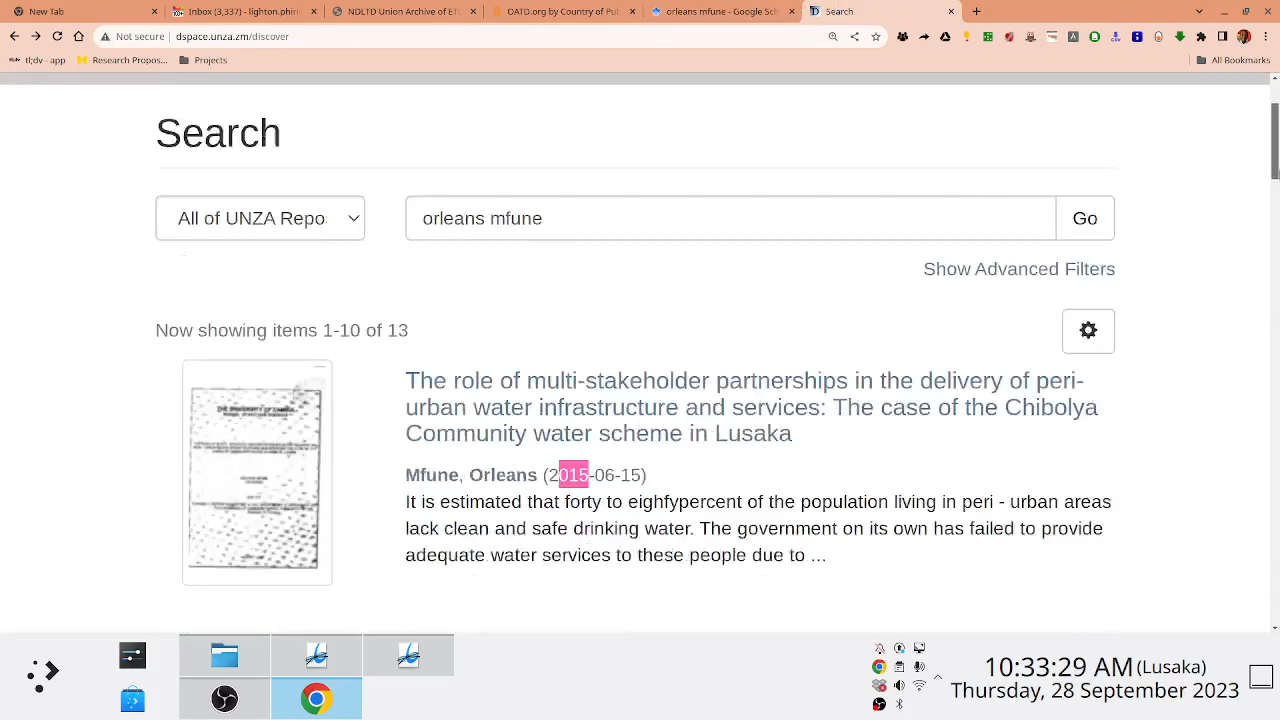 New Tab
Inbox (3,337) - lighton.phiri
NDLTD Union Archive of ET
OATD.org by Country of Pub
orleans mfune - Google Sch
Search
Not secure | dspace.unza.zm/discover
tl;dv - app
Research Propos...
Projects
All Bookmarks
Search
All of UNZA Repo
orleans mfune
Go
Show Advanced Filters
Now showing items 1-10 of 13
The role of multi-stakeholder partnerships in the delivery of peri-
urban water infrastructure and services: The case of the Chibolya
Community water scheme in Lusaka
Mfune, Orleans (2015-06-15)
It is estimated that forty to eighfypercent of the population living in peri - urban areas
lack clean and safe drinking water. The government on its own has failed to provide
adequate water services to these people due to ...
10:33:29 AM (Lusaka)
Thursday, 28 September 2023